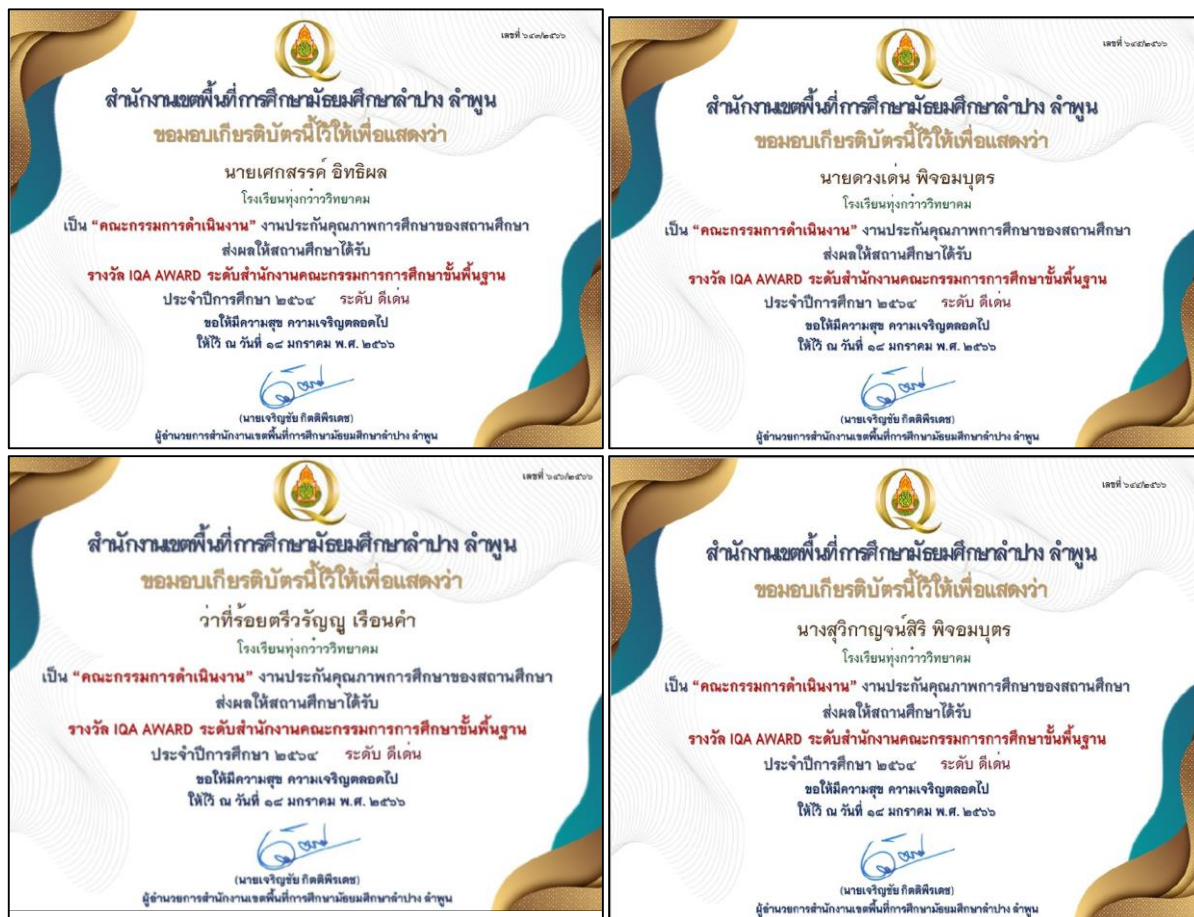 เลขที่ ๖๔๓/๒๕๖๖
สำนักงานเขตพื้นที่การศึกษามัธยมศึกษาลำปาง ลำพูน
ขอมอบเกียรติบัตรนี้ไว้ให้เพื่อแสดงว่า
นายเศกสรรค์ อิทธิผล
โรงเรียนทุ่งกว๋าววิทยาคม
เป็น “คณะกรรมการดำเนินงาน” งานประกันคุณภาพการศึกษาของสถานศึกษา
ส่งผลให้สถานศึกษาได้รับ
รางวัล IQA AWARD ระดับสำนักงานคณะกรรมการการศึกษาขั้นพื้นฐาน
ประจำปีการศึกษา ๒๕๖๔ ระดับ ดีเด่น
ขอให้มีความสุข ความเจริญตลอดไป
ให้ไว้ ณ วันที่ ๑๘ มกราคม พ.ศ. ๒๕๖๖
(นายเจริญชัย กิตติพีรเดช)
ผู้อำนวยการสำนักงานเขตพื้นที่การศึกษามัธยมศึกษาลำปาง ลำพูน
เลขที่ ๖๔๕/๒๕๖๖
สำนักงานเขตพื้นที่การศึกษามัธยมศึกษาลำปาง ลำพูน
ขอมอบเกียรติบัตรนี้ไว้ให้เพื่อแสดงว่า
นายดวงเด่น พิจอมบุตร
โรงเรียนทุ่งกว๋าววิทยาคม
เป็น “คณะกรรมการดำเนินงาน” งานประกันคุณภาพการศึกษาของสถานศึกษา
ส่งผลให้สถานศึกษาได้รับ
รางวัล IQA AWARD ระดับสำนักงานคณะกรรมการการศึกษาขั้นพื้นฐาน
ประจำปีการศึกษา ๒๕๖๔ ระดับ ดีเด่น
ขอให้มีความสุข ความเจริญตลอดไป
ให้ไว้ ณ วันที่ ๑๘ มกราคม พ.ศ. ๒๕๖๖
(นายเจริญชัย กิตติพีรเดช)
ผู้อำนวยการสำนักงานเขตพื้นที่การศึกษามัธยมศึกษาลำปาง ลำพูน
เลขที่ ๖๔๖/๒๕๖๖
สำนักงานเขตพื้นที่การศึกษามัธยมศึกษาลำปาง ลำพูน
ขอมอบเกียรติบัตรนี้ไว้ให้เพื่อแสดงว่า
ว่าที่ร้อยตรีวรัญญู เรือนคำ
โรงเรียนทุ่งกว๋าววิทยาคม
เป็น “คณะกรรมการดำเนินงาน” งานประกันคุณภาพการศึกษาของสถานศึกษา
ส่งผลให้สถานศึกษาได้รับ
รางวัล IQA AWARD ระดับสำนักงานคณะกรรมการการศึกษาขั้นพื้นฐาน
ประจำปีการศึกษา ๒๕๖๔ ระดับ ดีเด่น
ขอให้มีความสุข ความเจริญตลอดไป
ให้ไว้ ณ วันที่ ๑๘ มกราคม พ.ศ. ๒๕๖๖
(นายเจริญชัย กิตติพีรเดช)
ผู้อำนวยการสำนักงานเขตพื้นที่การศึกษามัธยมศึกษาลำปาง ลำพูน
เลขที่ ๖๔๔/๒๕๖๖
สำนักงานเขตพื้นที่การศึกษามัธยมศึกษาลำปาง ลำพูน
ขอมอบเกียรติบัตรนี้ไว้ให้เพื่อแสดงว่า
นางสุวิกาญจน์สิริ พิจอมบุตร
โรงเรียนทุ่งกว๋าววิทยาคม
เป็น “คณะกรรมการดำเนินงาน” งานประกันคุณภาพการศึกษาของสถานศึกษา
ส่งผลให้สถานศึกษาได้รับ
รางวัล IQA AWARD ระดับสำนักงานคณะกรรมการการศึกษาขั้นพื้นฐาน
ประจำปีการศึกษา ๒๕๖๔ ระดับ ดีเด่น
ขอให้มีความสุข ความเจริญตลอดไป
ให้ไว้ ณ วันที่ ๑๘ มกราคม พ.ศ. ๒๕๖๖
(นายเจริญชัย กิตติพีรเดช)
ผู้อำนวยการสำนักงานเขตพื้นที่การศึกษามัธยมศึกษาลำปาง ลำพูน